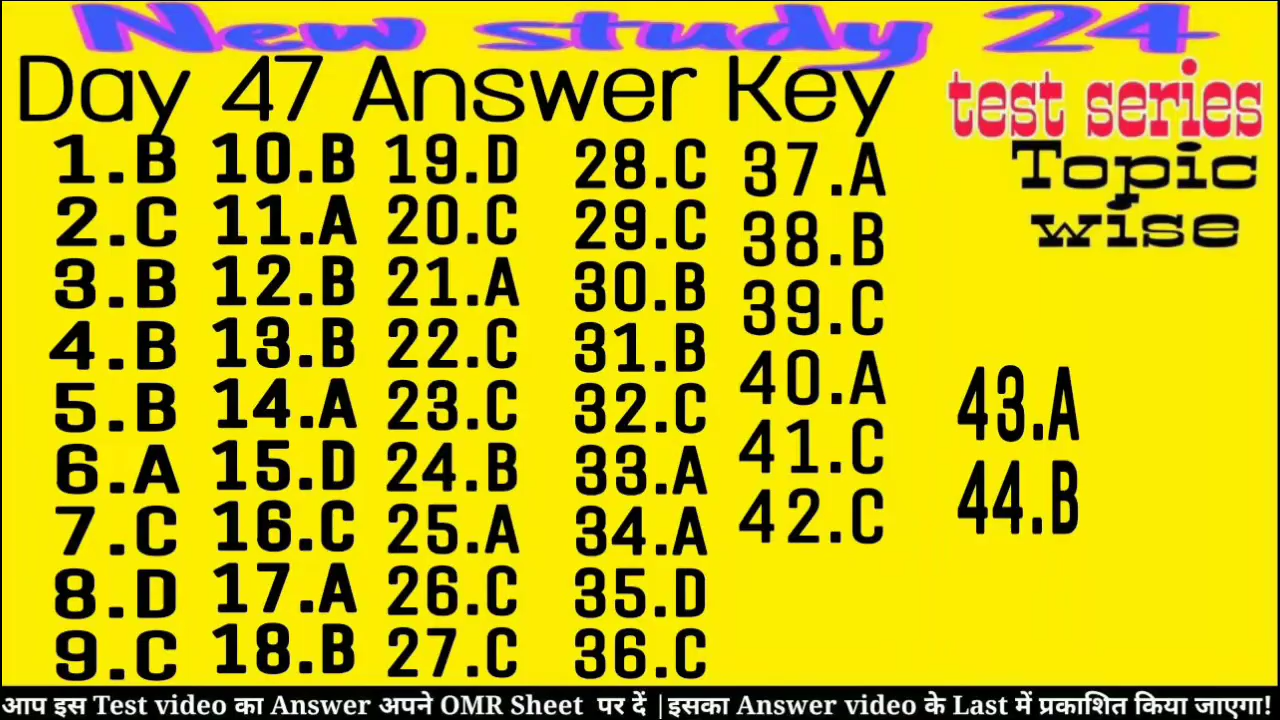 New study 24
Day 47 Answer Key
test series
Topic
wise
1.B
2.C
3.B
4.B
5.B
6.A
7.C
8.D
9.C
10.B
11.A
12.B
13.B
14.A
15.D
16.C
17.A
18.B
19.D
20.C
21.A
22.C
23.C
24.B
25.A
26.C
27.C
28.C
29.C
30.B
31.B
32.C
33.A
34.A
35.D
36.C
37.A
38.B
39.C
40.A
41.C
42.C
43.A
44.B
आप इस Test video का Answer अपने OMR Sheet पर दें |इसका Answer video के Last में प्रकाशित किया जाएगा!